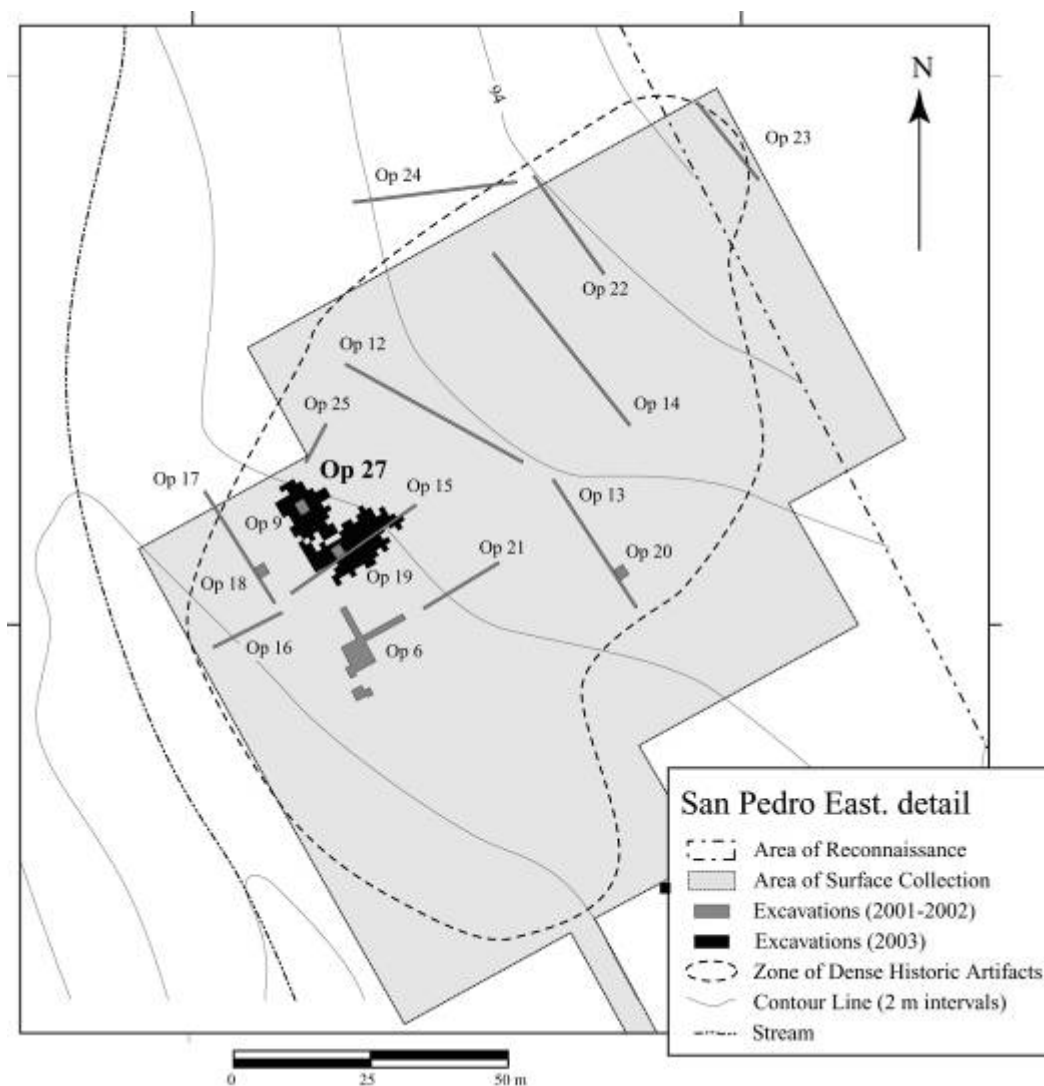 94
N
Op 23
Op 24
Op 22
Op 12
Op 14
Op 25
Op 27
Op 17
Op 15
Op 13
Op 9
Op 21
Op 20
Op 18
Op 19
Op 16
Op 6
San Pedro East. detail
Area of Reconnaissance
Area of Surface Collection
Excavations (2001-2002)
Excavations (2003)
Zone of Dense Historic Artifacts
Contour Line (2 m intervals)
Stream
0
25
50 m